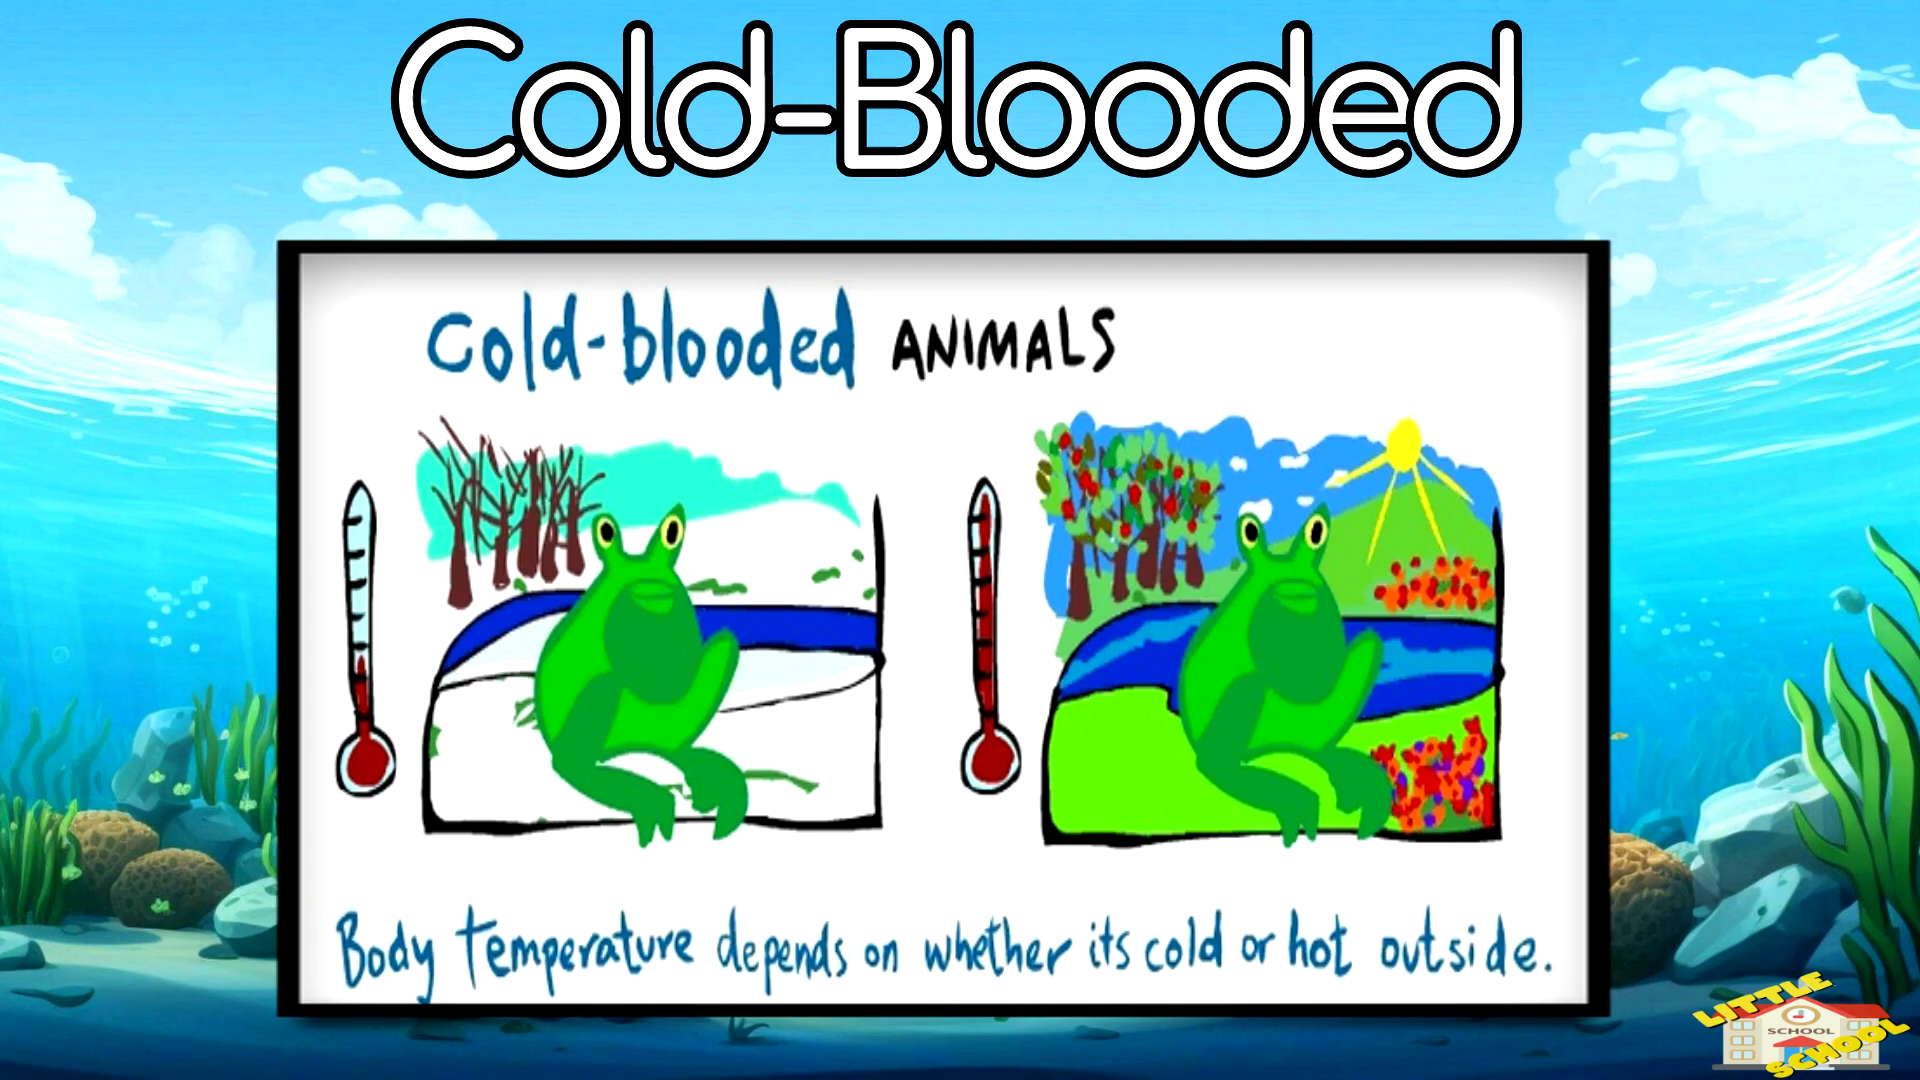 Cold-Blooded
Cold-blooded ANIMALS
Body temperature depends on whether its cold or hot outside.
LITTLE
SCHOOL
SCHOOL